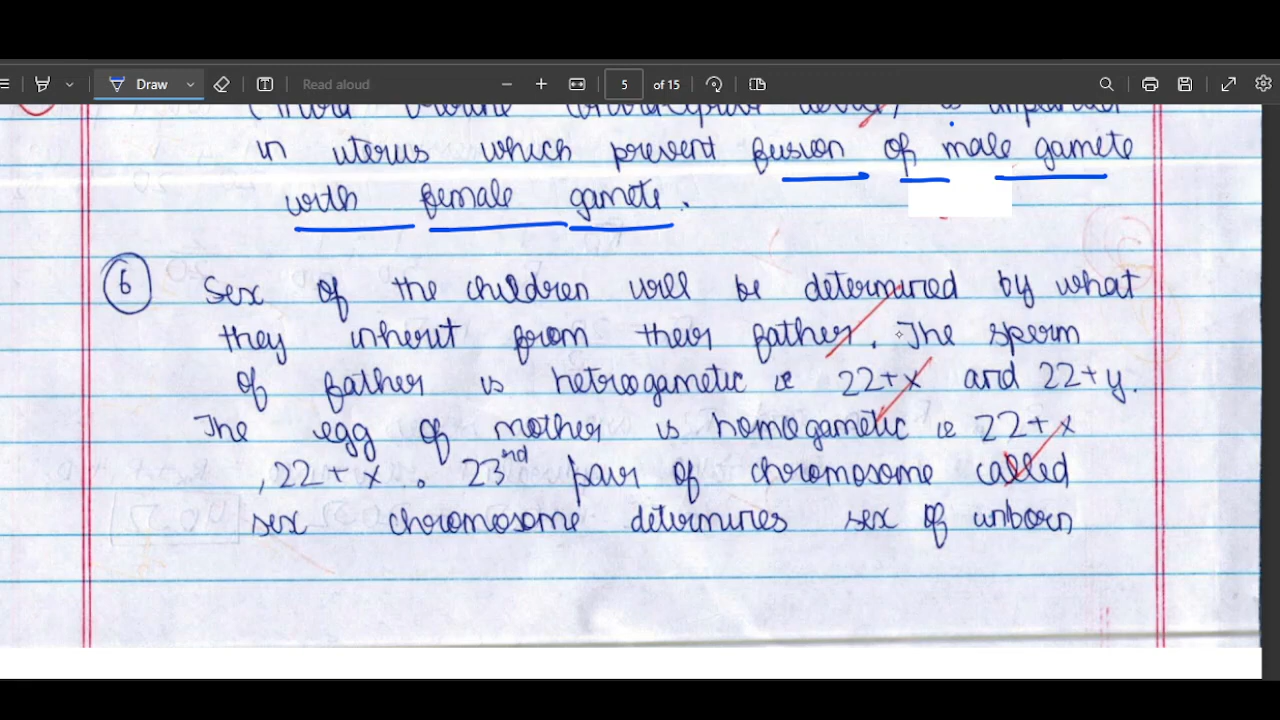 Draw
Read aloud
5 of 15
in uterus which prevent fusion of male gamete
with female gamete.
6 Sex of the children will be determined by what
they inherit from their father. The sperm
of father is hetrogametic ie 22+x and 22+y.
The egg of mother is homogametic ie 22+x
, 22+x. 23nd pair of chromosome called
sex chromosome determines sex of unborn